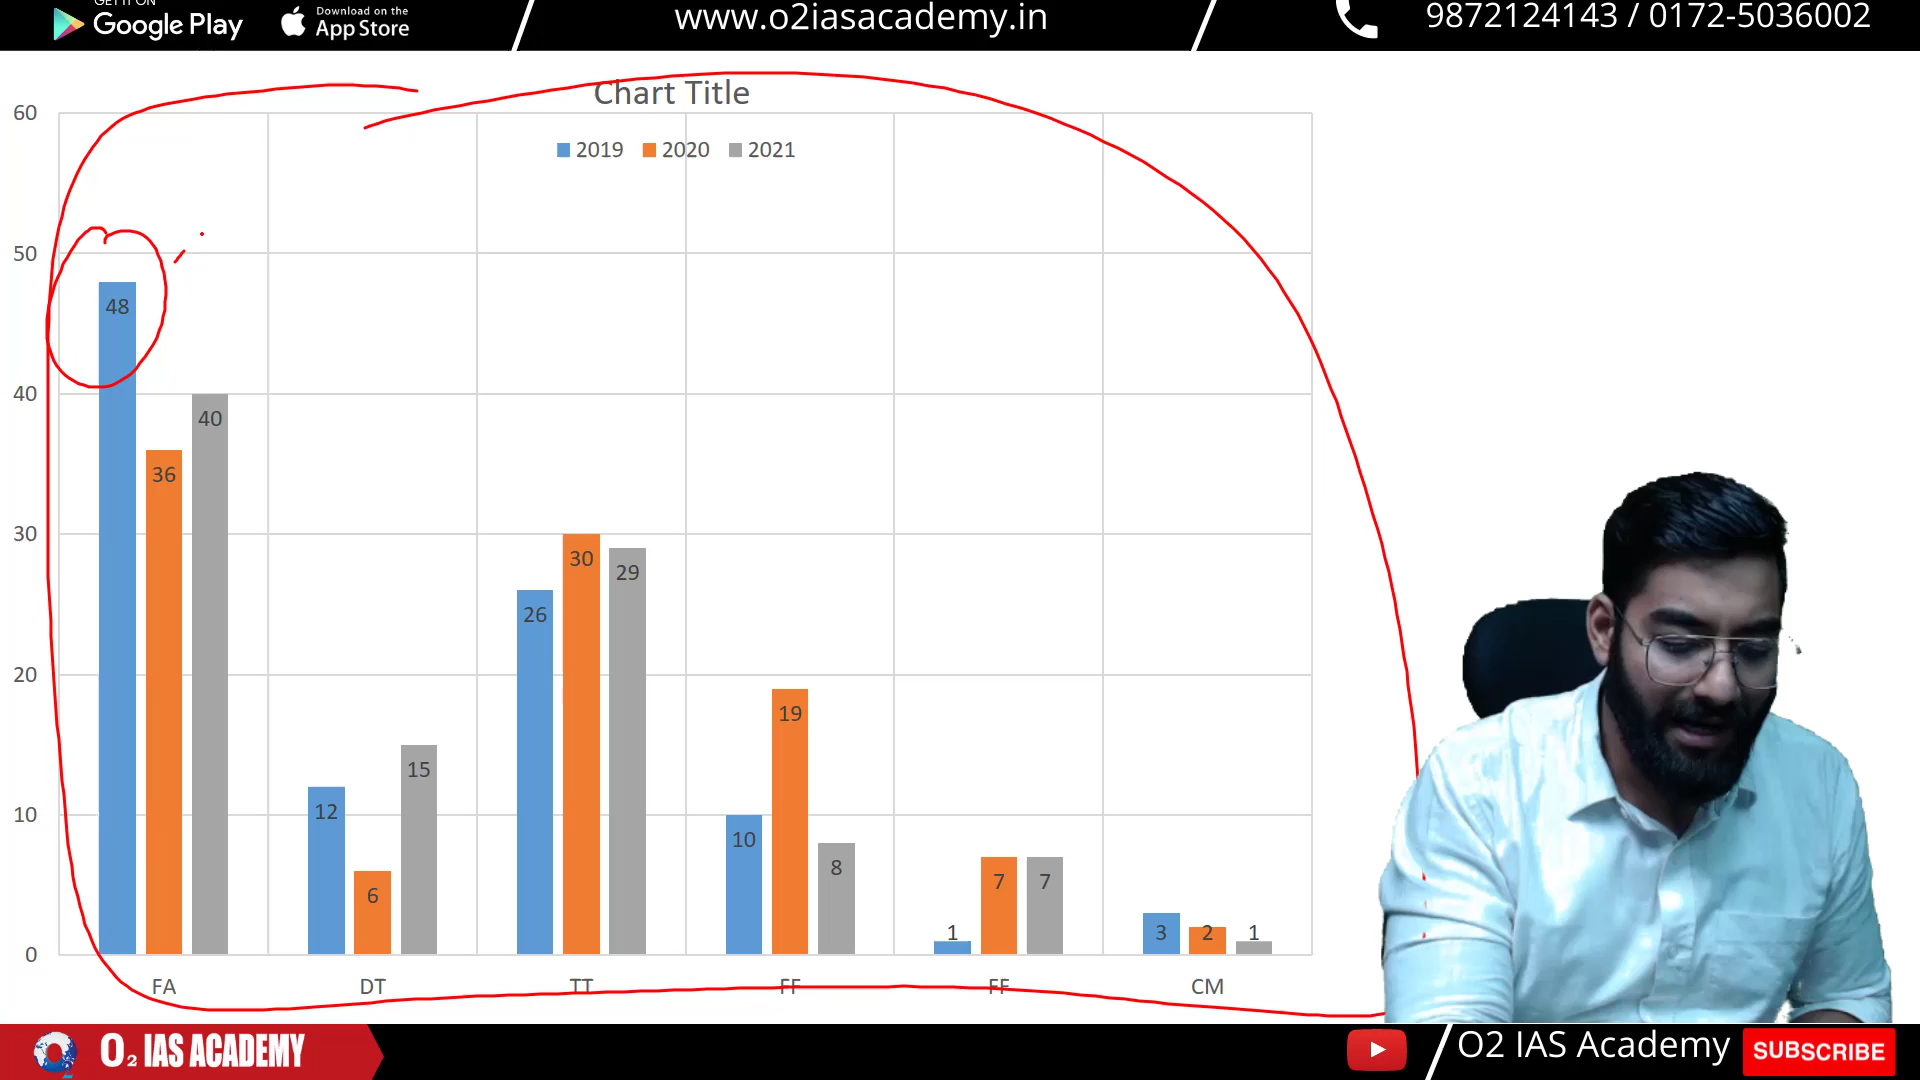 GET IT ON
Google Play
Download on the
App Store
www.o2iasacademy.in
9872124143 / 0172-5036002
Chart Title
2019 2020 2021
60
50
40
30
20
10
0
48
36
40
12
6
15
26
30
29
10
19
8
1
7
7
3
2
1
FA DT TT FF FF CM
O2 IAS ACADEMY
O2 IAS Academy
SUBSCRIBE